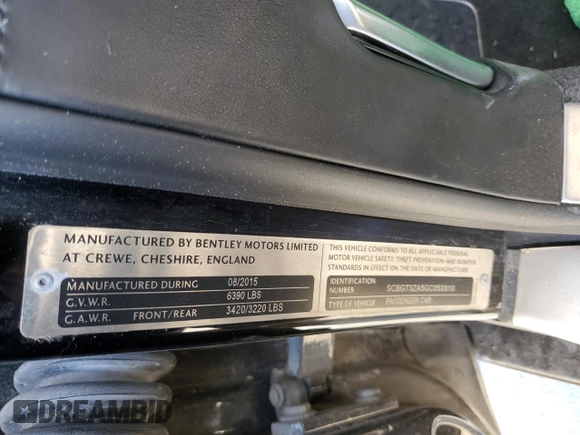 MANUFACTURED BY BENTLEY MOTORS LIMITED
AT CREWE, CHESHIRE, ENGLAND
MANUFACTURED DURING 08/2015
G.V.W.R. 6390 LBS
G.A.W.R. FRONT/REAR 3420/3220 LBS
THIS VEHICLE CONFORMS TO ALL APPLICABLE FEDERAL
MOTOR VEHICLE SAFETY, THEFT PREVENTION AND BUMPER
STANDARDS IN EFFECT ON DATE OF MANUFACTURE
IDENTIFICATION
NUMBER
TYPE OF VEHICLE PASSENGER CAR
DREAMBID